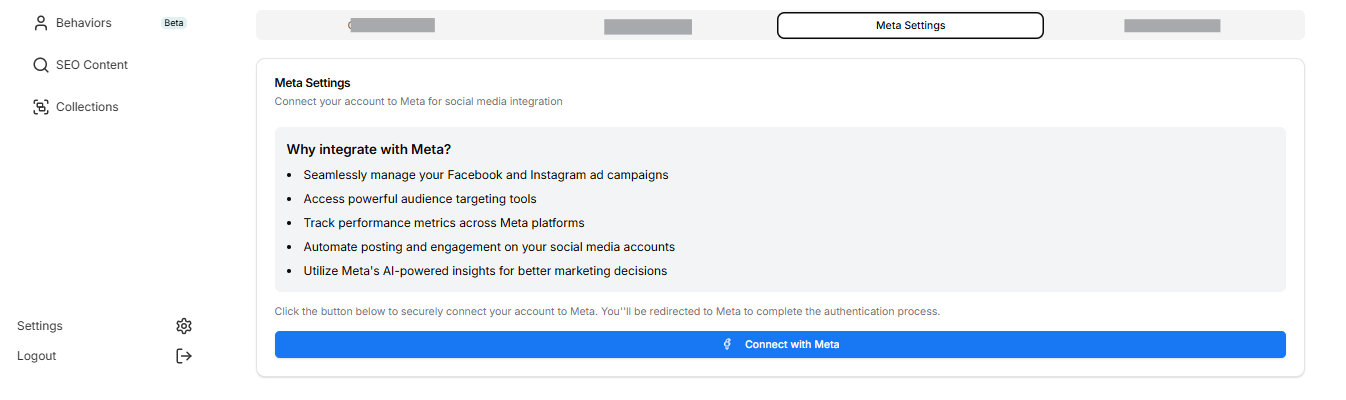 Behaviors
Beta
SEO Content
Collections
Settings
Logout
Meta Settings
Meta Settings
Connect your account to Meta for social media integration
Why integrate with Meta?
• Seamlessly manage your Facebook and Instagram ad campaigns
• Access powerful audience targeting tools
• Track performance metrics across Meta platforms
• Automate posting and engagement on your social media accounts
• Utilize Meta's AI-powered insights for better marketing decisions
Click the button below to securely connect your account to Meta. You''ll be redirected to Meta to complete the authentication process.
Connect with Meta